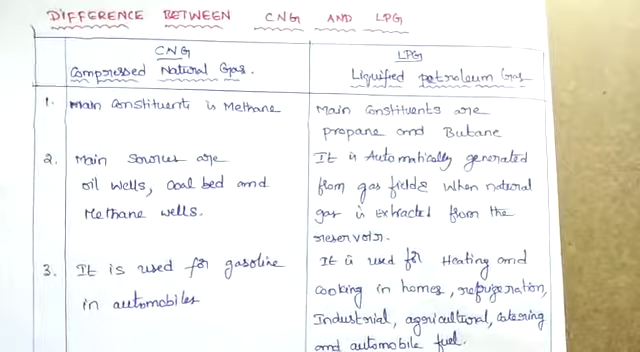 DIFFERENCE BETWEEN CNG AND LPG
CNG
Compressed Natural Gas.
LPG
Liquified petroleum Gas
1. Main Constituent is Methane
Main Constituents are
propane and Butane
2. Main Sources are
oil wells, Coal bed and
Methane wells.
It is Automatically generated
from gas fields when natural
gas is Extracted from the
reservoir.
3. It is used for gasoline
in automobiles
It is used for Heating and
Cooking in homes, refrigeration,
Industrial, agricultural, catering
and automobile fuel.